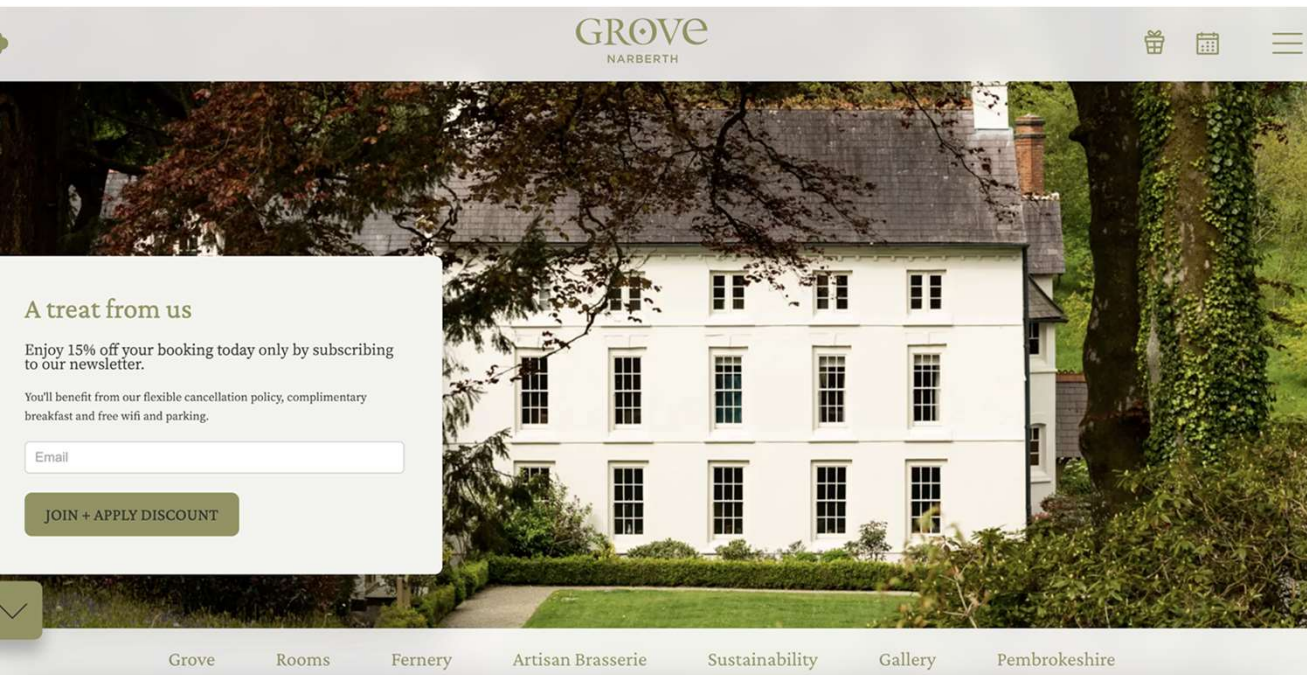 GROVE
NARBERTH
A treat from us
Enjoy 15% off your booking today only by subscribing
to our newsletter.
You'll benefit from our flexible cancellation policy, complimentary
breakfast and free wifi and parking.
Email
JOIN + APPLY DISCOUNT
Grove Rooms Fernery Artisan Brasserie Sustainability Gallery Pembrokeshire